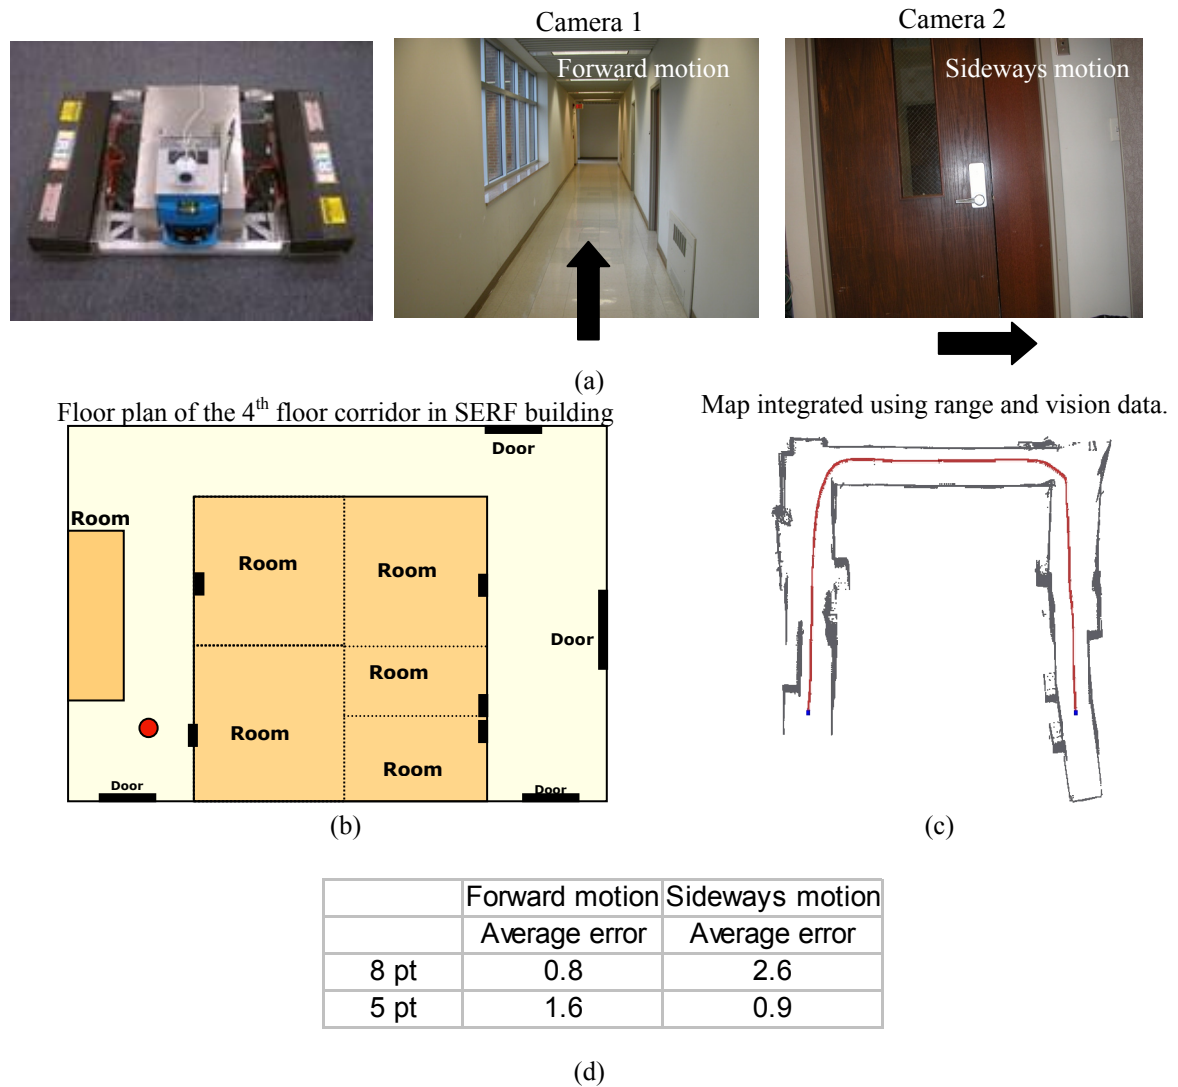 Camera 1
Camera 2
Forward motion
Sideways motion
(a)
Floor plan of the 4th floor corridor in SERF building
Map integrated using range and vision data.
Door
Room
Room
Room
Door
Room
Room
Room
Door
Door
(b)
(c)
Forward motion Sideways motion
Average error Average error
8 pt 0.8 2.6
5 pt 1.6 0.9
(d)